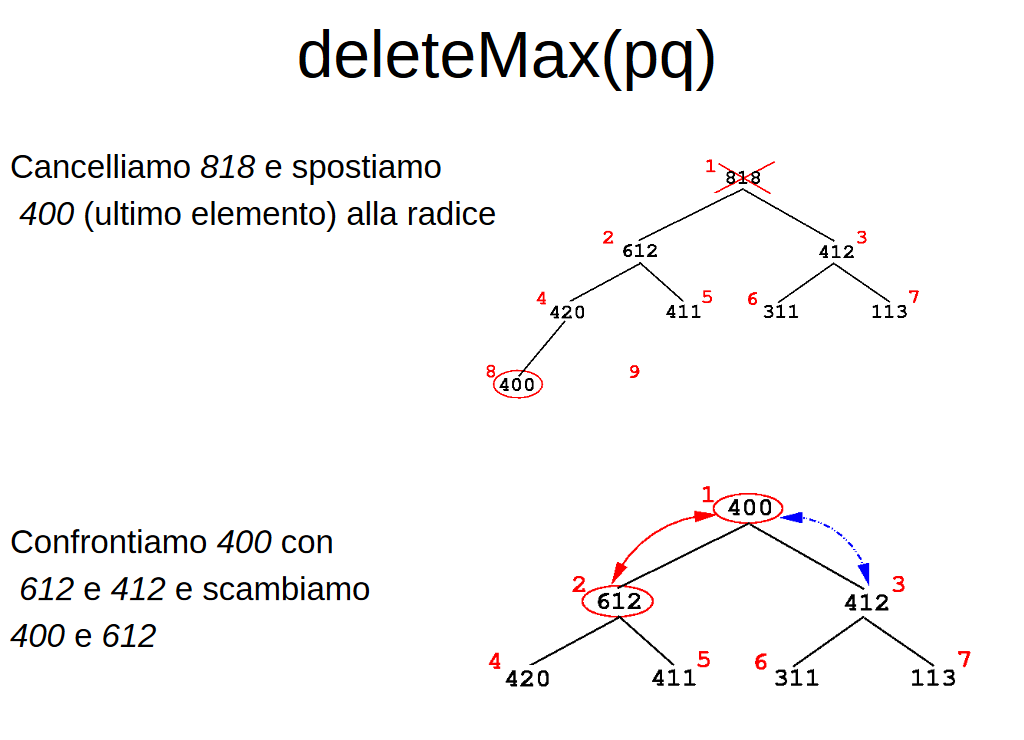 deleteMax(pq)
Cancelliamo 818 e spostiamo
400 (ultimo elemento) alla radice
1 818
2 612 412 3
4 420 411 5 6 311 113 7
8 400 9
Confrontiamo 400 con
612 e 412 e scambiamo
400 e 612
1 400
2 612 412 3
4 420 411 5 6 311 113 7